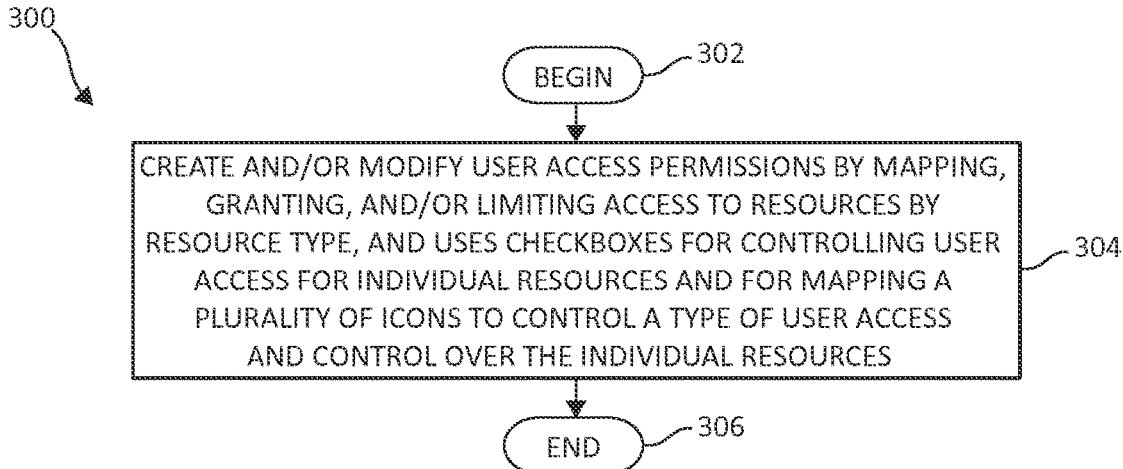 300
BEGIN
302
CREATE AND/OR MODIFY USER ACCESS PERMISSIONS BY MAPPING,
GRANTING, AND/OR LIMITING ACCESS TO RESOURCES BY
RESOURCE TYPE, AND USES CHECKBOXES FOR CONTROLLING USER
ACCESS FOR INDIVIDUAL RESOURCES AND FOR MAPPING A
PLURALITY OF ICONS TO CONTROL A TYPE OF USER ACCESS
AND CONTROL OVER THE INDIVIDUAL RESOURCES
304
END
306